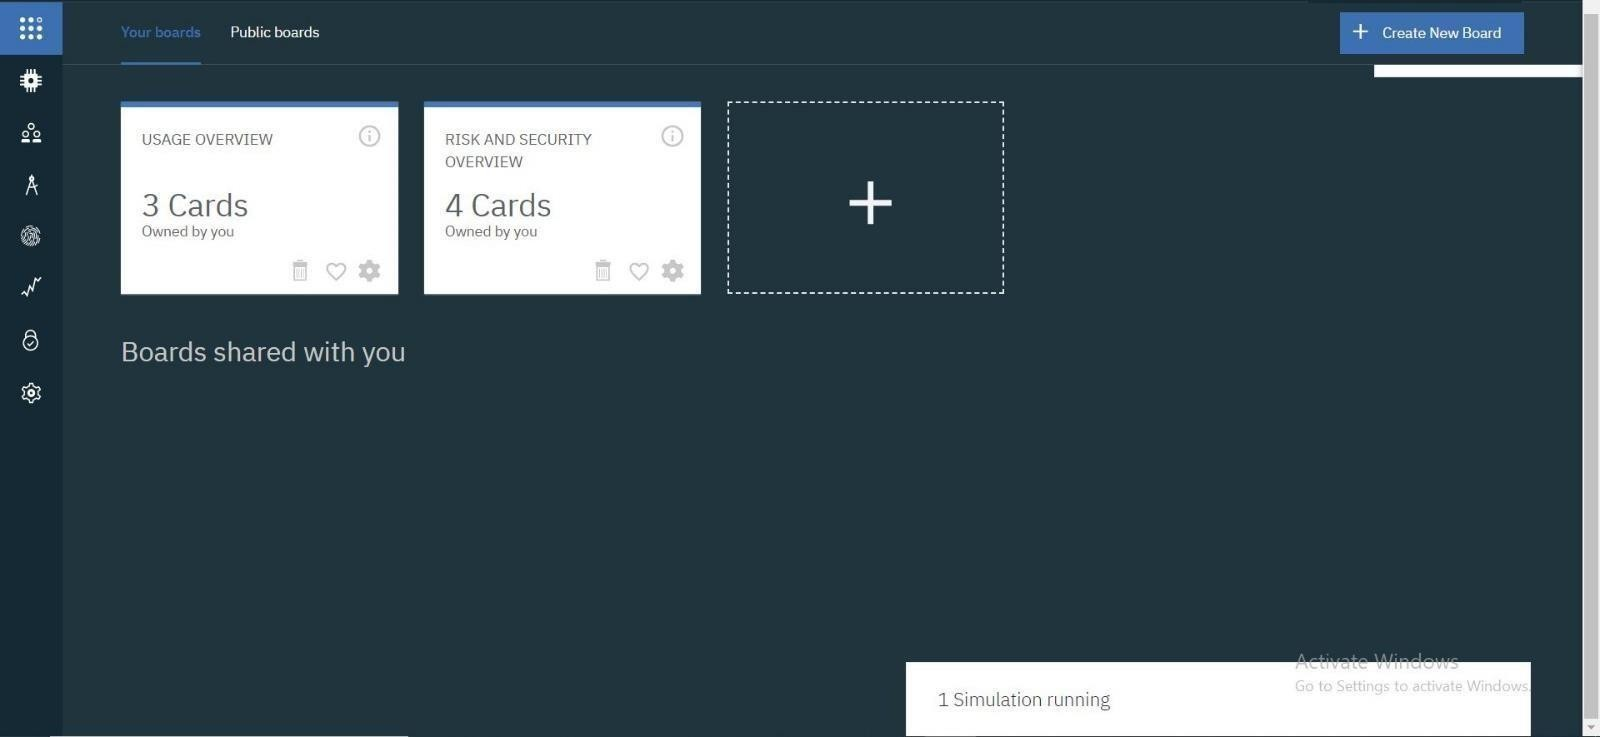 Your boards
Public boards
Create New Board
USAGE OVERVIEW
3 Cards
Owned by you
RISK AND SECURITY
OVERVIEW
4 Cards
Owned by you
Boards shared with you
1 Simulation running
Activate Windows
Go to Settings to activate Windows.